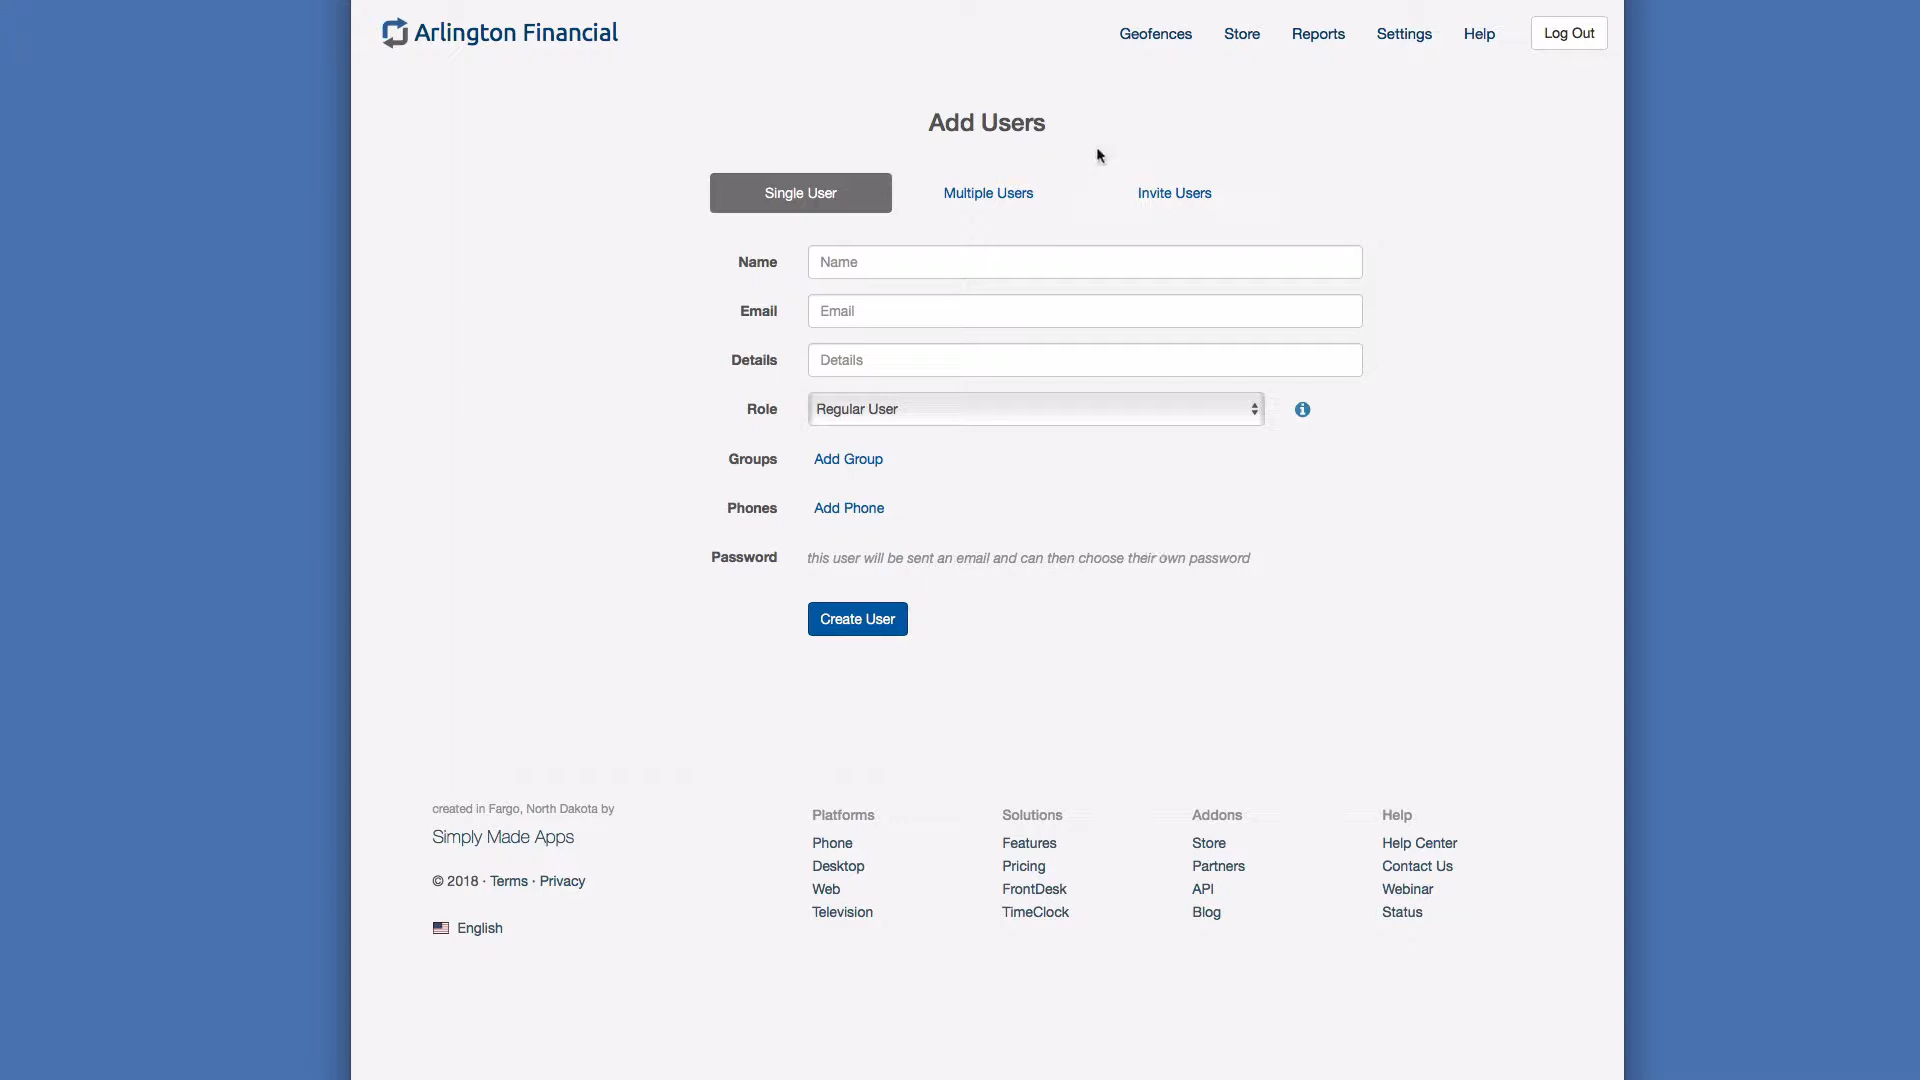 Arlington Financial
Geofences Store Reports Settings Help Log Out
Add Users
Single User Multiple Users Invite Users
Name Name
Email Email
Details Details
Role Regular User
Groups Add Group
Phones Add Phone
Password this user will be sent an email and can then choose their own password
Create User
created in Fargo, North Dakota by
Simply Made Apps
© 2018 · Terms · Privacy
English
Platforms
Phone
Desktop
Web
Television
Solutions
Features
Pricing
FrontDesk
TimeClock
Addons
Store
Partners
API
Blog
Help
Help Center
Contact Us
Webinar
Status